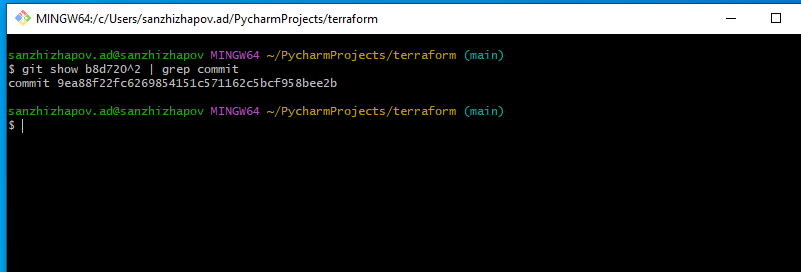 MINGW64:/c/Users/sanzhizhapov.ad/PycharmProjects/terraform
sanzhizhapov.ad@sanzhizhapov MINGW64 ~/PycharmProjects/terraform (main)
$ git show b8d720^2 | grep commit
commit 9ea88f22fc6269854151c571162c5bcf958bee2b
sanzhizhapov.ad@sanzhizhapov MINGW64 ~/PycharmProjects/terraform (main)
$